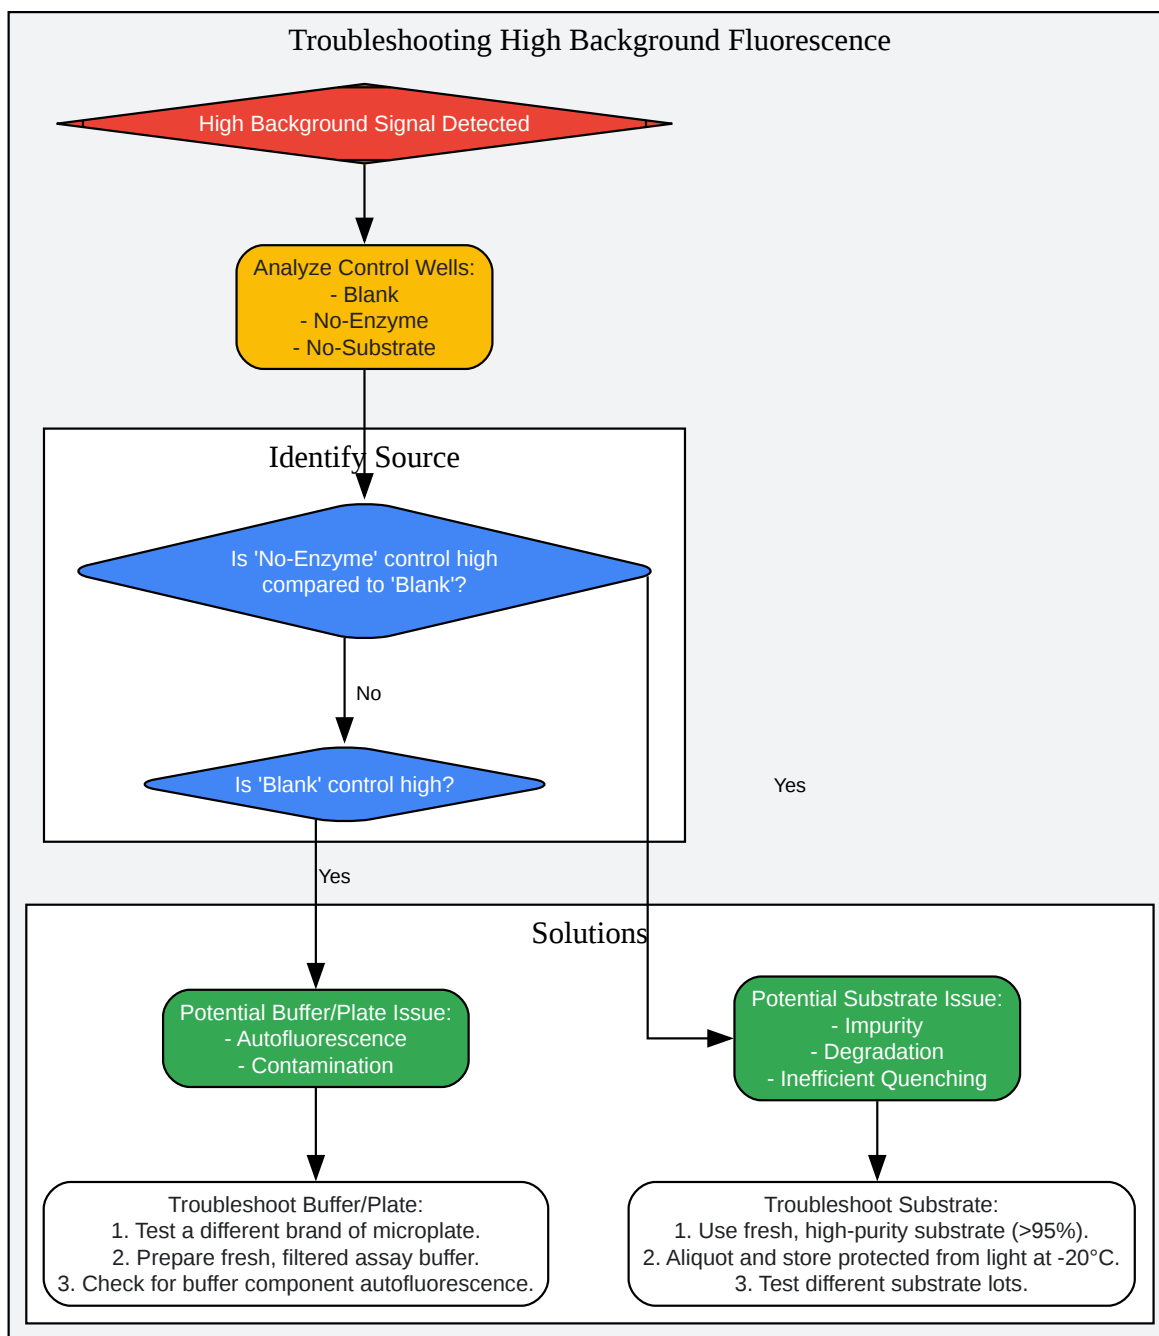 Troubleshooting High Background Fluorescence
High Background Signal Detected
Analyze Control Wells:
- Blank
- No-Enzyme
- No-Substrate
Identify Source
Is 'No-Enzyme' control high
compared to 'Blank'?
No
Is 'Blank' control high?
Yes
Yes
Solutions
Potential Buffer/Plate Issue:
- Autofluorescence
- Contamination
Potential Substrate Issue:
- Impurity
- Degradation
- Inefficient Quenching
Troubleshoot Buffer/Plate:
1. Test a different brand of microplate.
2. Prepare fresh, filtered assay buffer.
3. Check for buffer component autofluorescence.
Troubleshoot Substrate:
1. Use fresh, high-purity substrate (>95%).
2. Aliquot and store protected from light at -20°C.
3. Test different substrate lots.